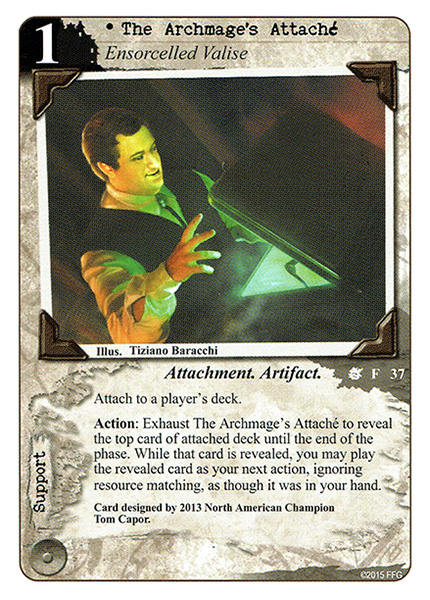 1
• The Archmage's Attaché
Ensorcelled Valise
Illus. Tiziano Baracchi
Attachment. Artifact.
F 37
Attach to a player's deck.
Action: Exhaust The Archmage's Attaché to reveal
the top card of attached deck until the end of the
phase. While that card is revealed, you may play
the revealed card as your next action, ignoring
resource matching, as though it was in your hand.
Card designed by 2013 North American Champion
Tom Capor.
Support
©2015 FFG